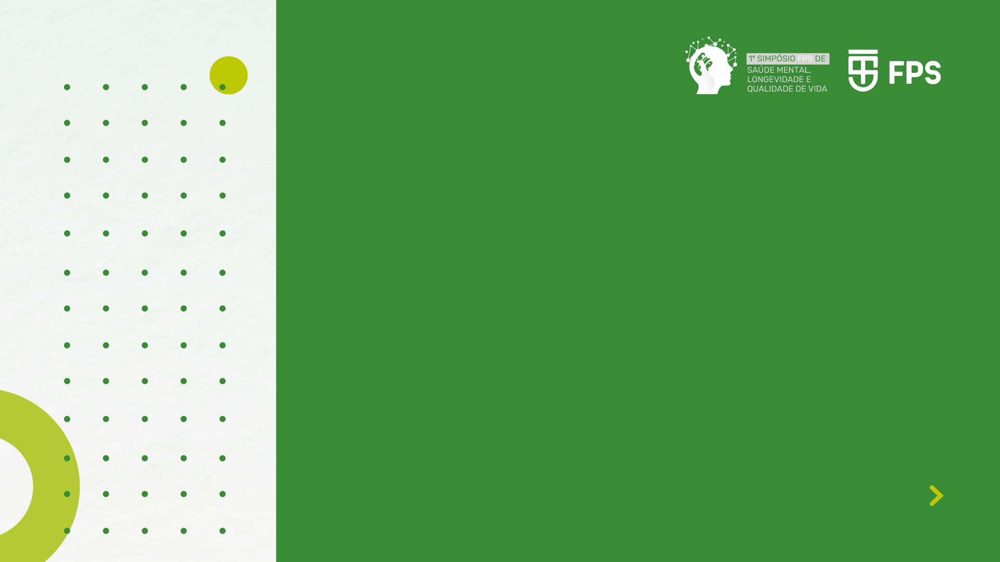 1º SIMPÓSIO FPS DE
SAÚDE MENTAL,
LONGEVIDADE E
QUALIDADE DE VIDA
FPS